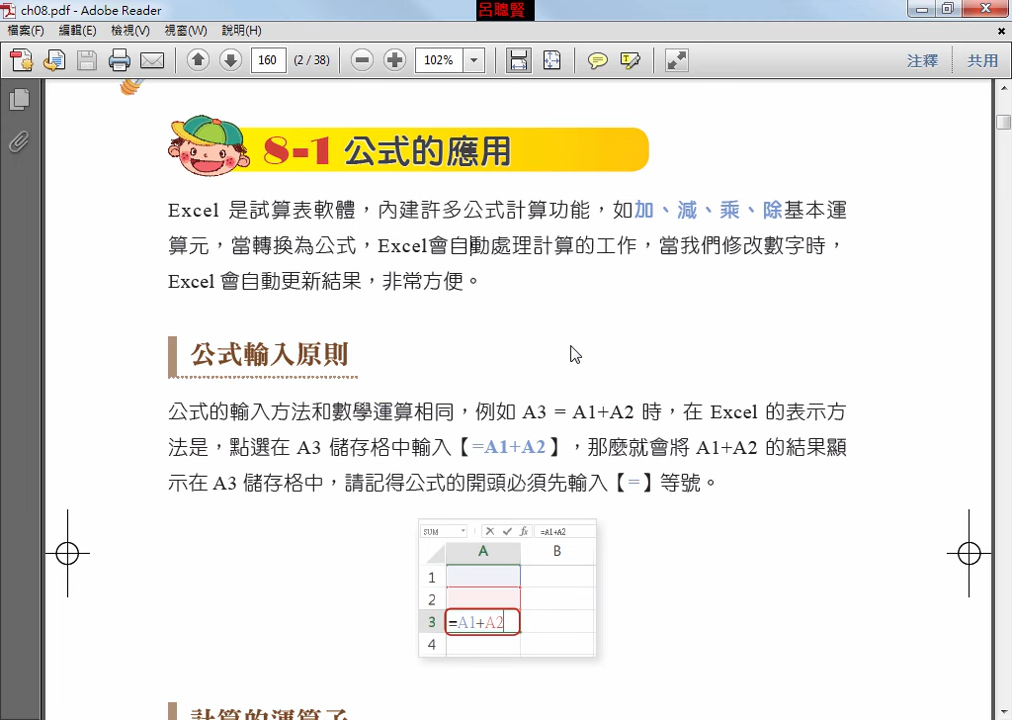 ch08.pdf - Adobe Reader
呂聰賢
檔案(F) 編輯(E) 檢視(V) 視窗(W) 說明(H)
160 (2 / 38) 102% 注釋 共用
8-1 公式的應用
Excel 是試算表軟體，內建許多公式計算功能，如加、減、乘、除基本運
算元，當轉換為公式，Excel會自動處理計算的工作，當我們修改數字時，
Excel 會自動更新結果，非常方便。
公式輸入原則
公式的輸入方法和數學運算相同，例如 A3 = A1+A2 時，在 Excel 的表示方
法是，點選在 A3 儲存格中輸入【=A1+A2】，那麼就會將 A1+A2 的結果顯
示在 A3 儲存格中，請記得公式的開頭必須先輸入【=】等號。
SUM fx =A1+A2
A B
1
2
3 =A1+A2
4
計算的運算子